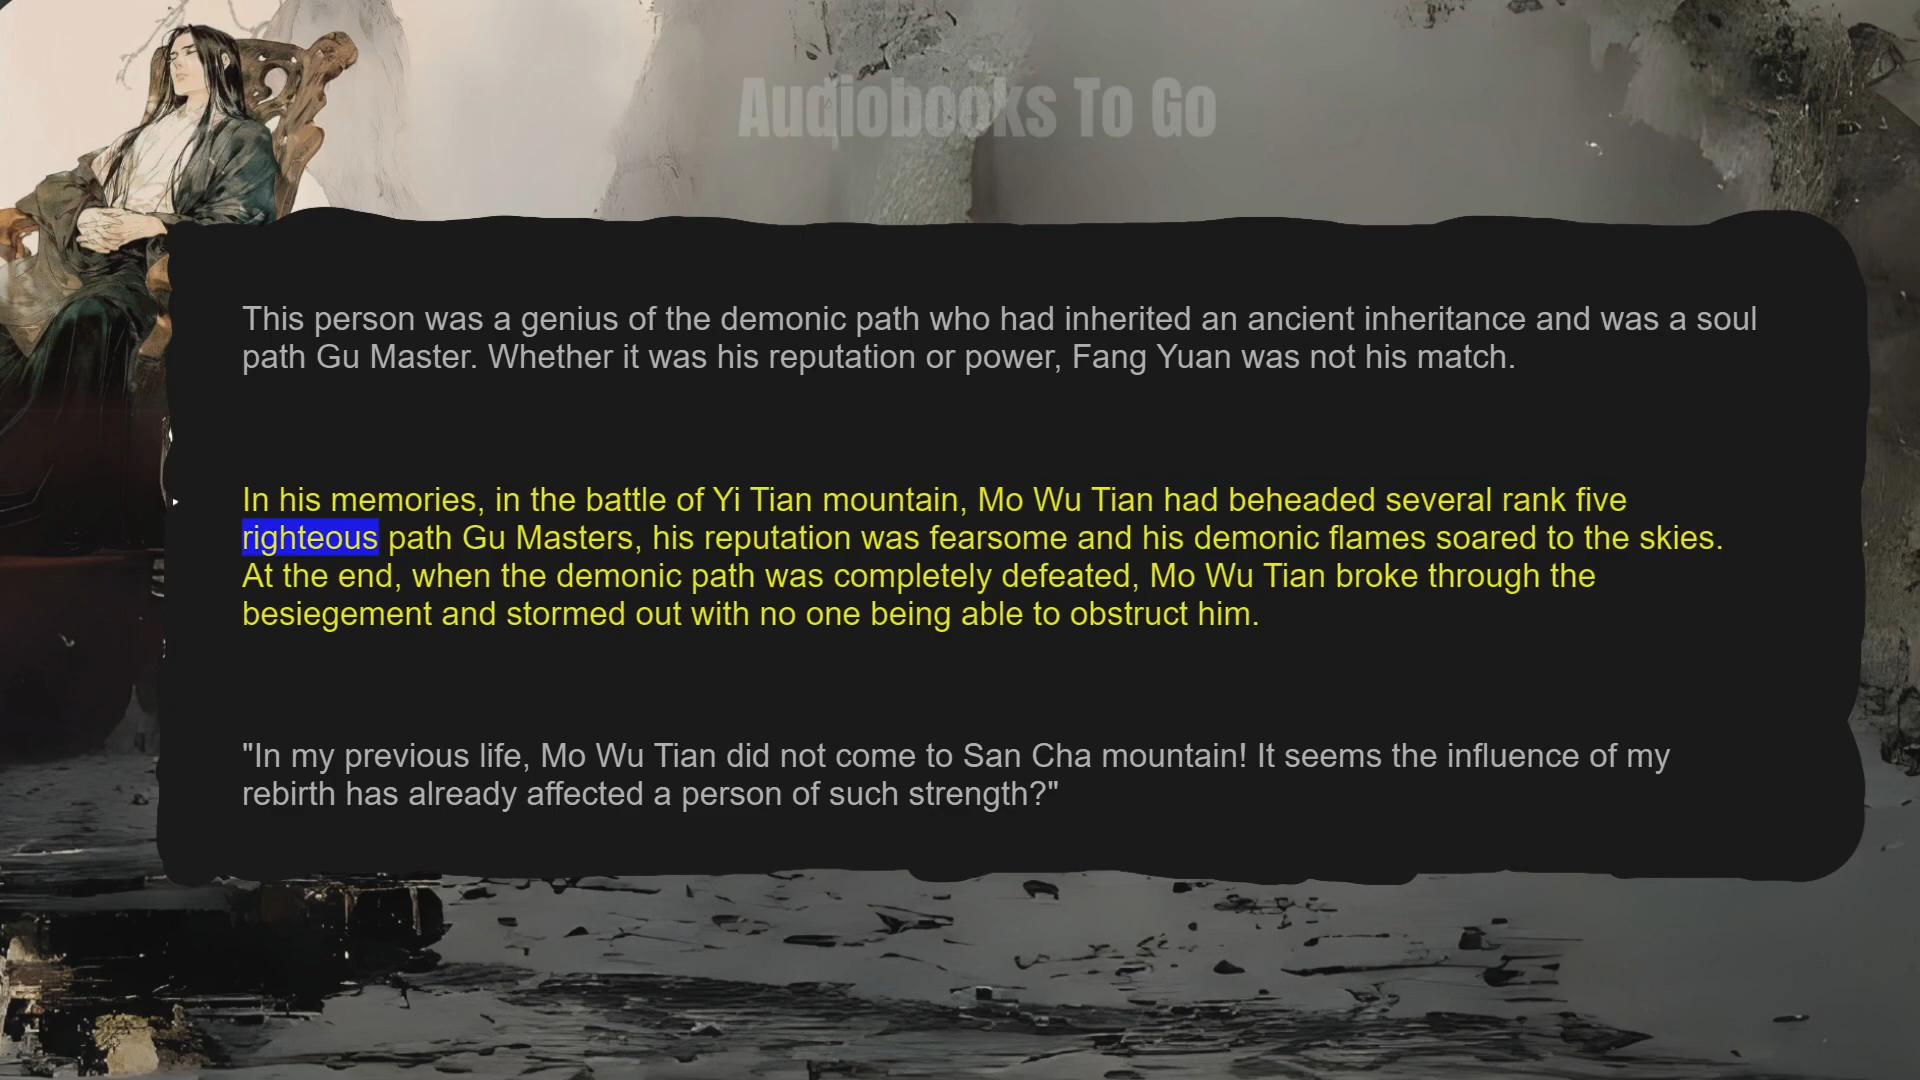 Audiobooks To Go
This person was a genius of the demonic path who had inherited an ancient inheritance and was a soul
path Gu Master. Whether it was his reputation or power, Fang Yuan was not his match.
In his memories, in the battle of Yi Tian mountain, Mo Wu Tian had beheaded several rank five
righteous path Gu Masters, his reputation was fearsome and his demonic flames soared to the skies.
At the end, when the demonic path was completely defeated, Mo Wu Tian broke through the
besiegement and stormed out with no one being able to obstruct him.
"In my previous life, Mo Wu Tian did not come to San Cha mountain! It seems the influence of my
rebirth has already affected a person of such strength?"